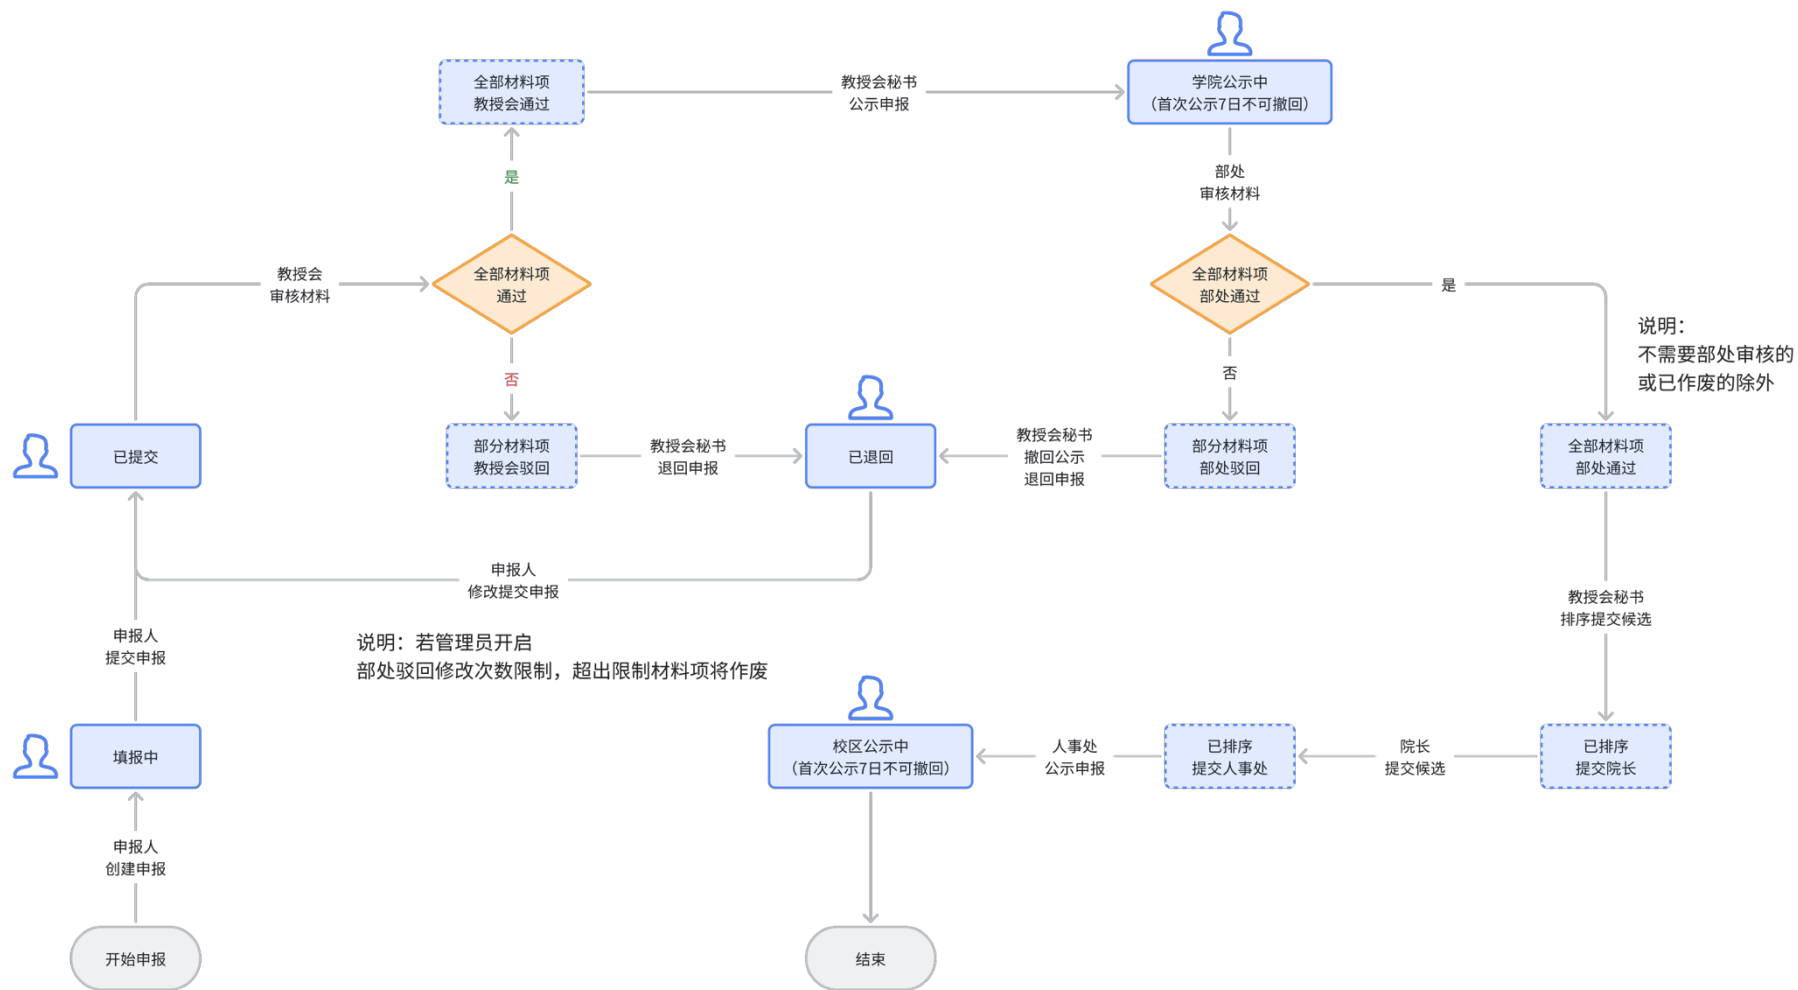 全部材料项
教授会通过
教授会秘书
公示申报
学院公示中
（首次公示7日不可撤回）
是
部处
审核材料
教授会
审核材料
全部材料项
通过
全部材料项
部处通过
是
说明：
不需要部处审核的
或已作废的除外
否
否
已提交
部分材料项
教授会驳回
教授会秘书
退回申报
已退回
教授会秘书
撤回公示
退回申报
部分材料项
部处驳回
全部材料项
部处通过
申报人
修改提交申报
教授会秘书
排序提交候选
申报人
提交申报
说明：若管理员开启
部处驳回修改次数限制，超出限制材料项将作废
填报中
校区公示中
（首次公示7日不可撤回）
人事处
公示申报
已排序
提交人事处
院长
提交候选
已排序
提交院长
申报人
创建申报
开始申报
结束